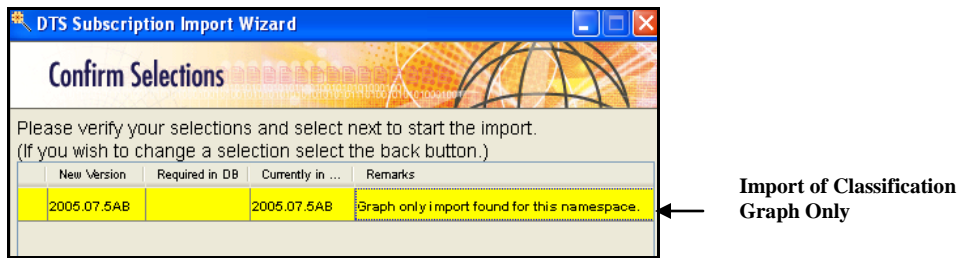 DTS Subscription Import Wizard
Confirm Selections
Please verify your selections and select next to start the import.
(If you wish to change a selection select the back button.)
New Version Required in DB Currently in ... Remarks
2005.07.5AB 2005.07.5AB Graph only import found for this namespace.
Import of Classification
Graph Only